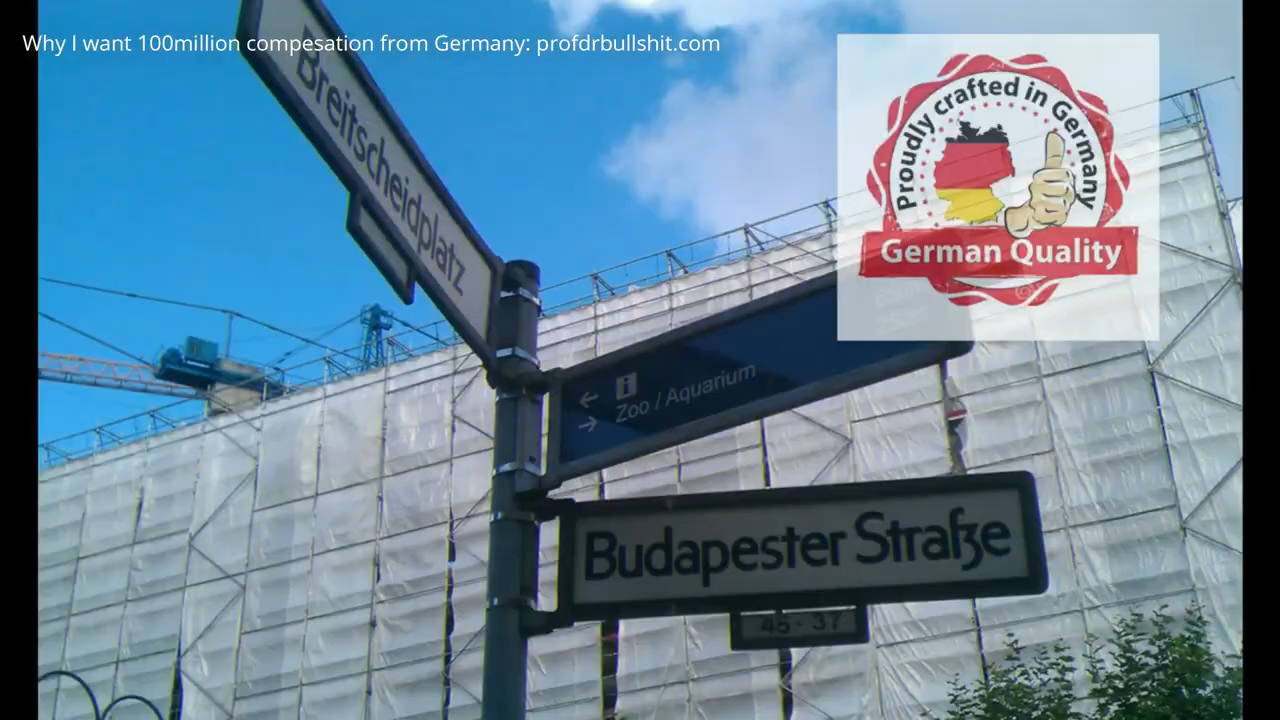 Why I want 100million compesation from Germany: profdrbullshit.com
Breitscheidplatz
Proudly crafted in Germany
German Quality
Zoo / Aquarium
Budapester Straße
45 - 37